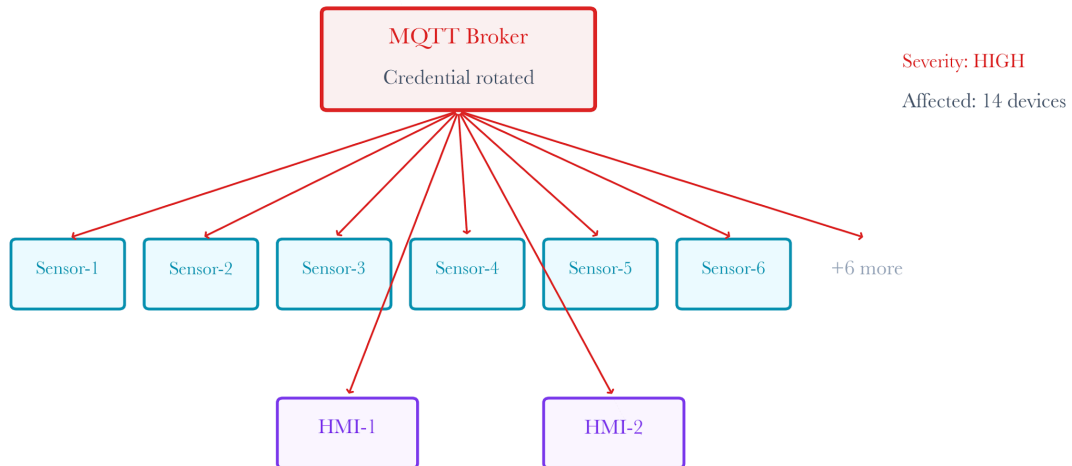 MQTT Broker
Credential rotated
Severity: HIGH
Affected: 14 devices
Sensor-1
Sensor-2
Sensor-3
Sensor-4
Sensor-5
Sensor-6
+6 more
HMI-1
HMI-2